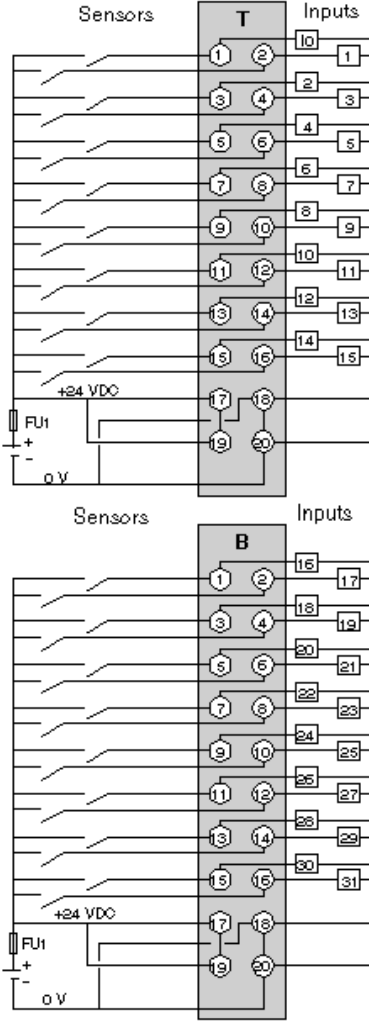 Sensors T Inputs
I0
1 2 1
2
3 4 3
4
5 6 5
6
7 8 7
8
9 10 9
10
11 12 11
12
13 14 13
14
15 16 15
+24 VDC
17 18
FU1
+
19 20
-
0 V
Sensors Inputs
B
16
1 2 17
18
3 4 19
20
5 6 21
22
7 8 23
24
9 10 25
26
11 12 27
28
13 14 29
30
15 16 31
+24 VDC
17 18
FU1
+
19 20
-
0 V